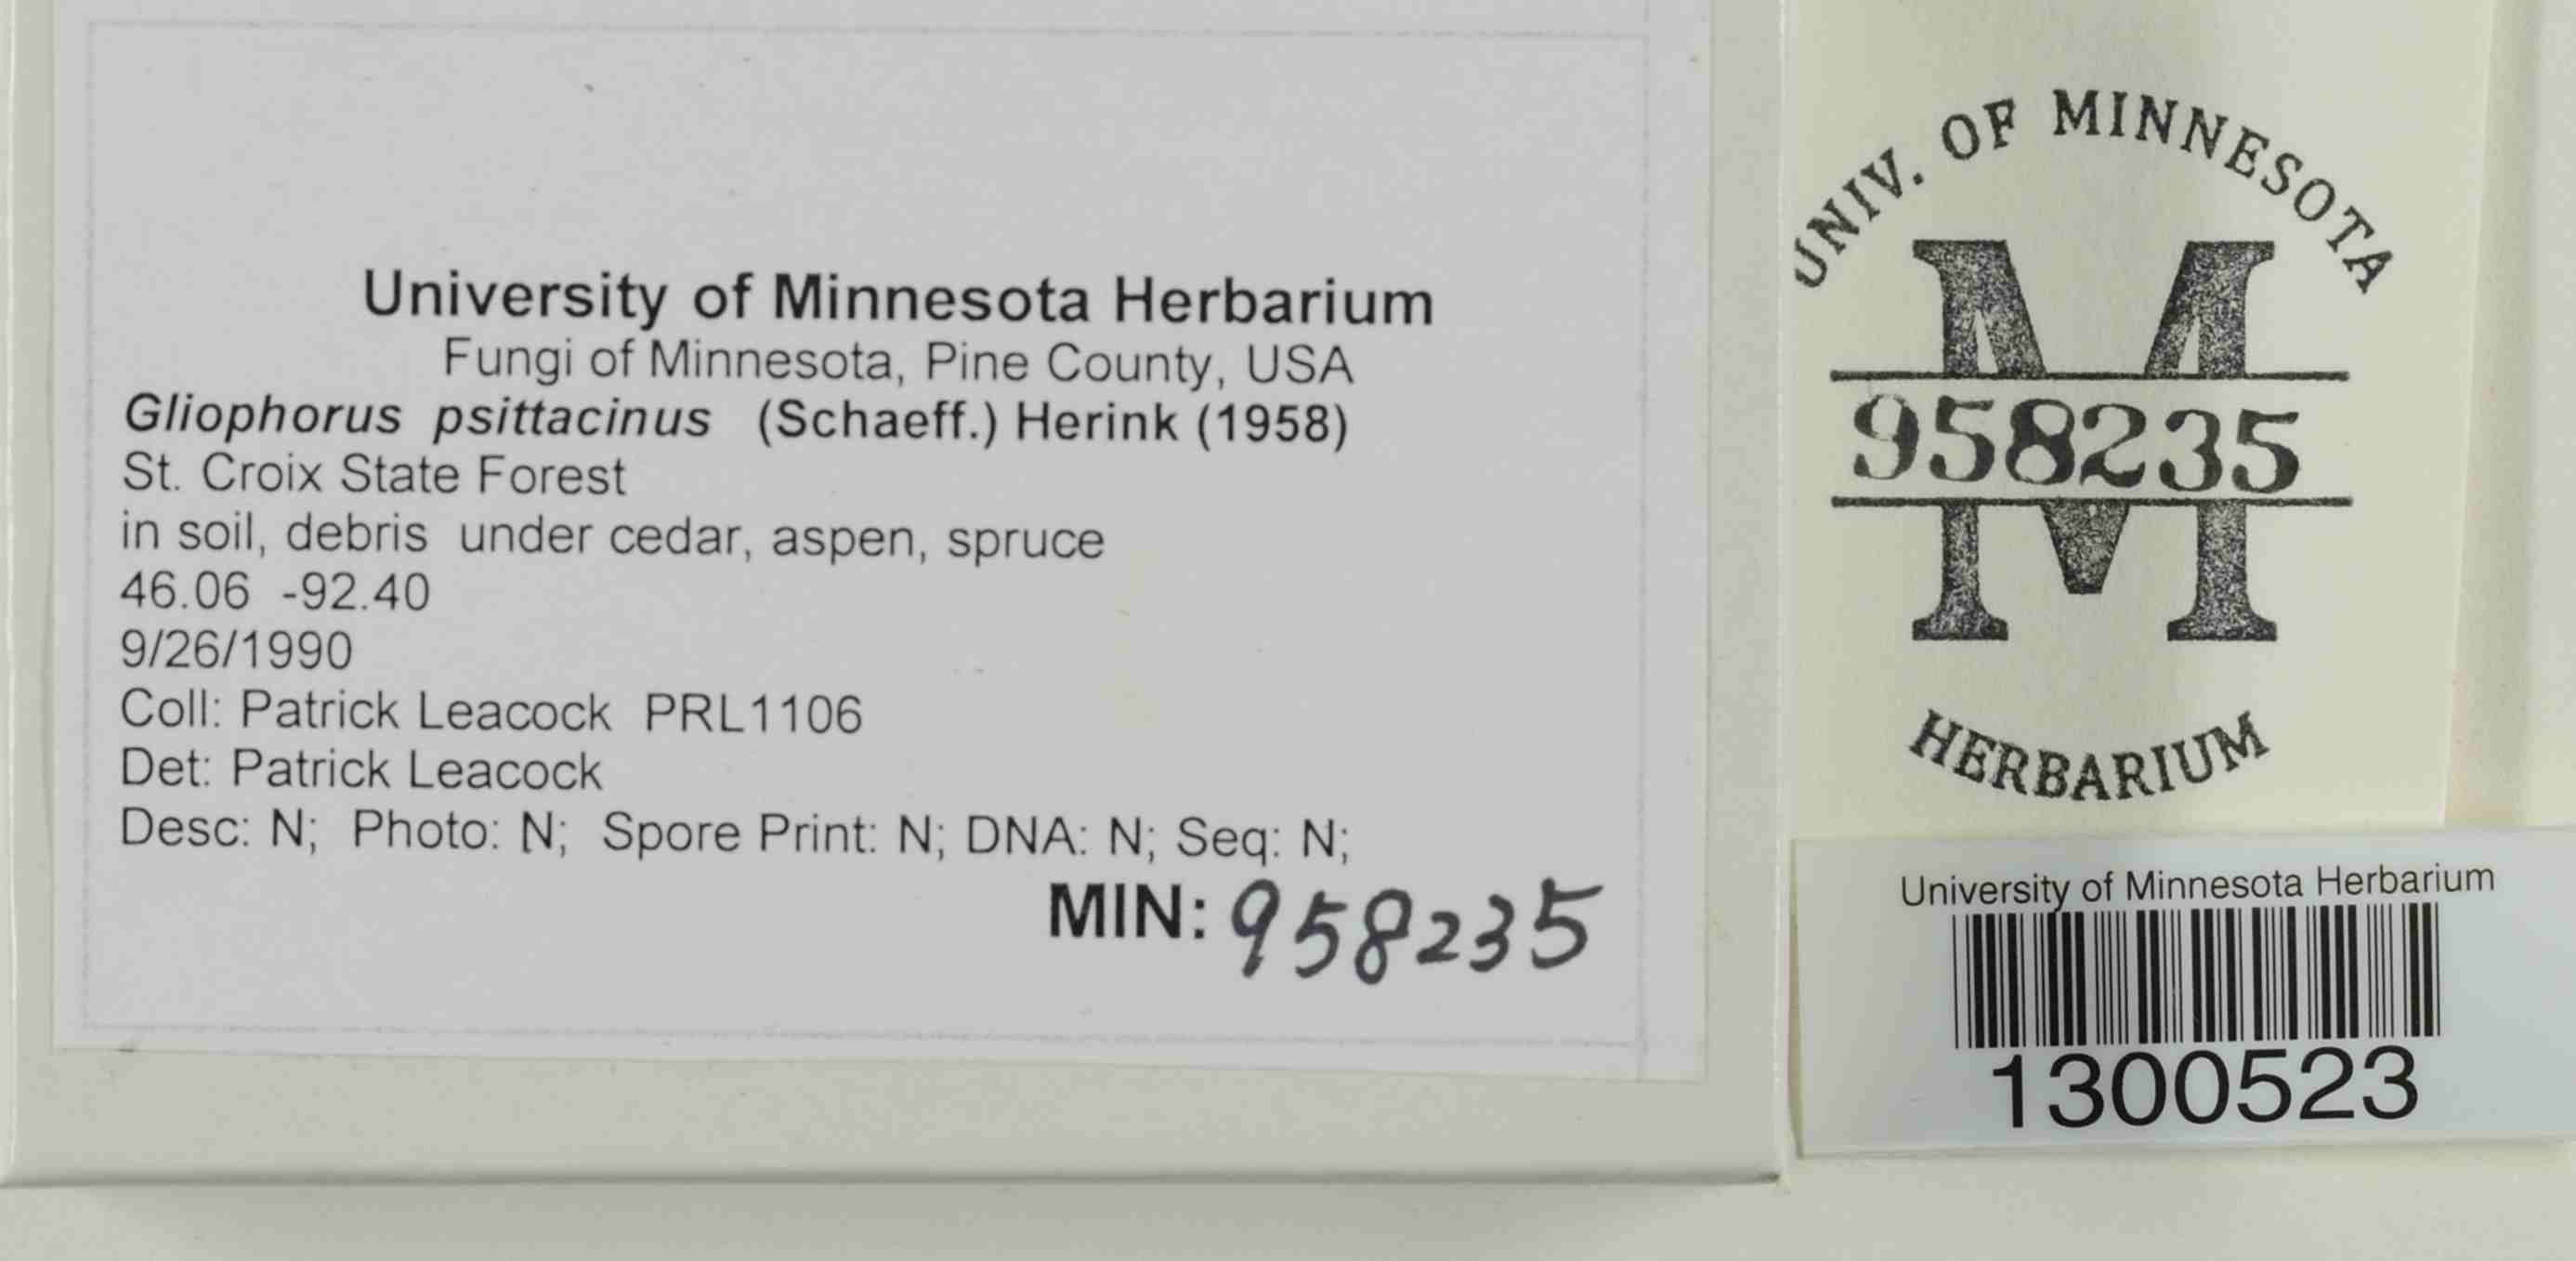 University of Minnesota Herbarium
Fungi of Minnesota, Pine County, USA
Gliophorus psittacinus (Schaeff.) Herink (1958)
St. Croix State Forest
in soil, debris under cedar, aspen, spruce
46.06 -92.40
9/26/1990
Coll: Patrick Leacock PRL1106
Det: Patrick Leacock
Desc: N; Photo: N; Spore Print: N; DNA: N; Seq: N;
MIN: 958235
UNIV. OF MINNESOTA
M
958235
HERBARIUM
University of Minnesota Herbarium
1300523